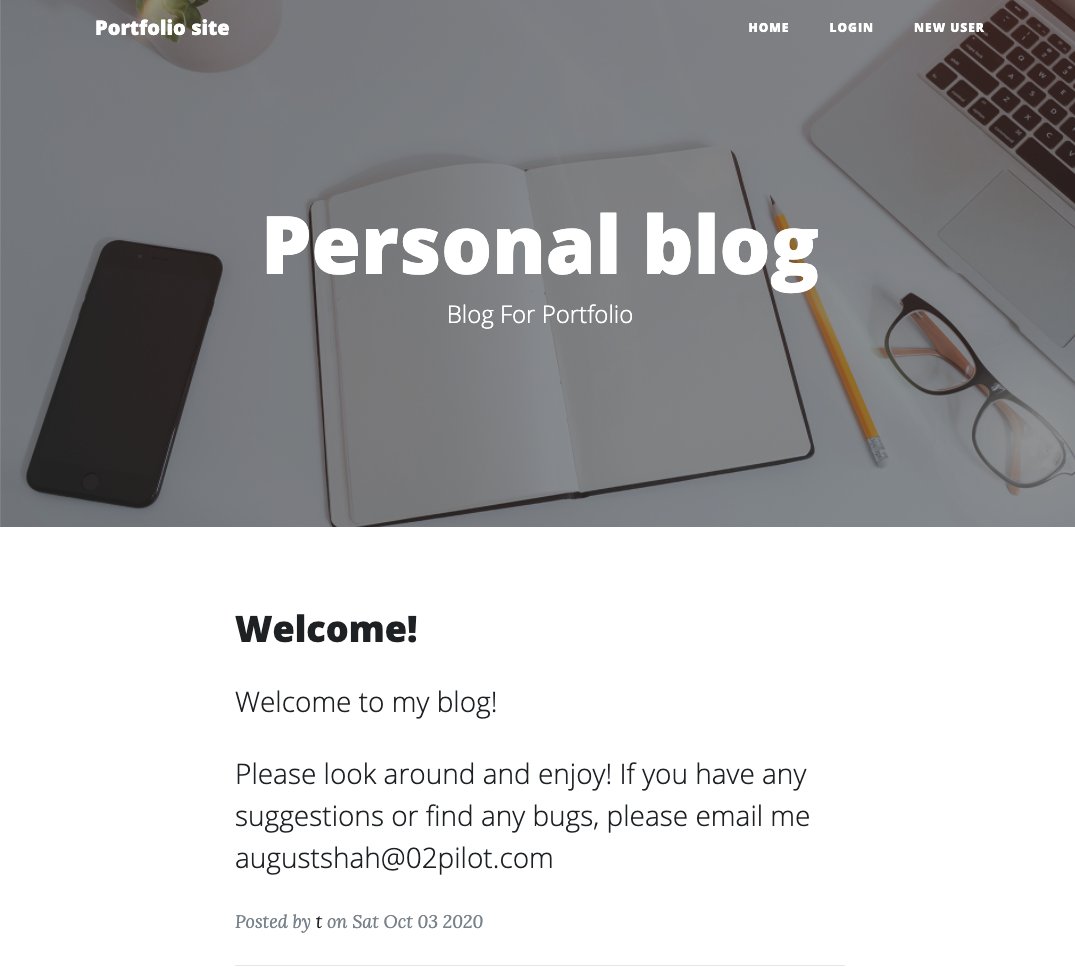 Portfolio site
HOME LOGIN NEW USER
Personal blog
Blog For Portfolio
Welcome!
Welcome to my blog!
Please look around and enjoy! If you have any
suggestions or find any bugs, please email me
augustshah@02pilot.com
Posted by t on Sat Oct 03 2020